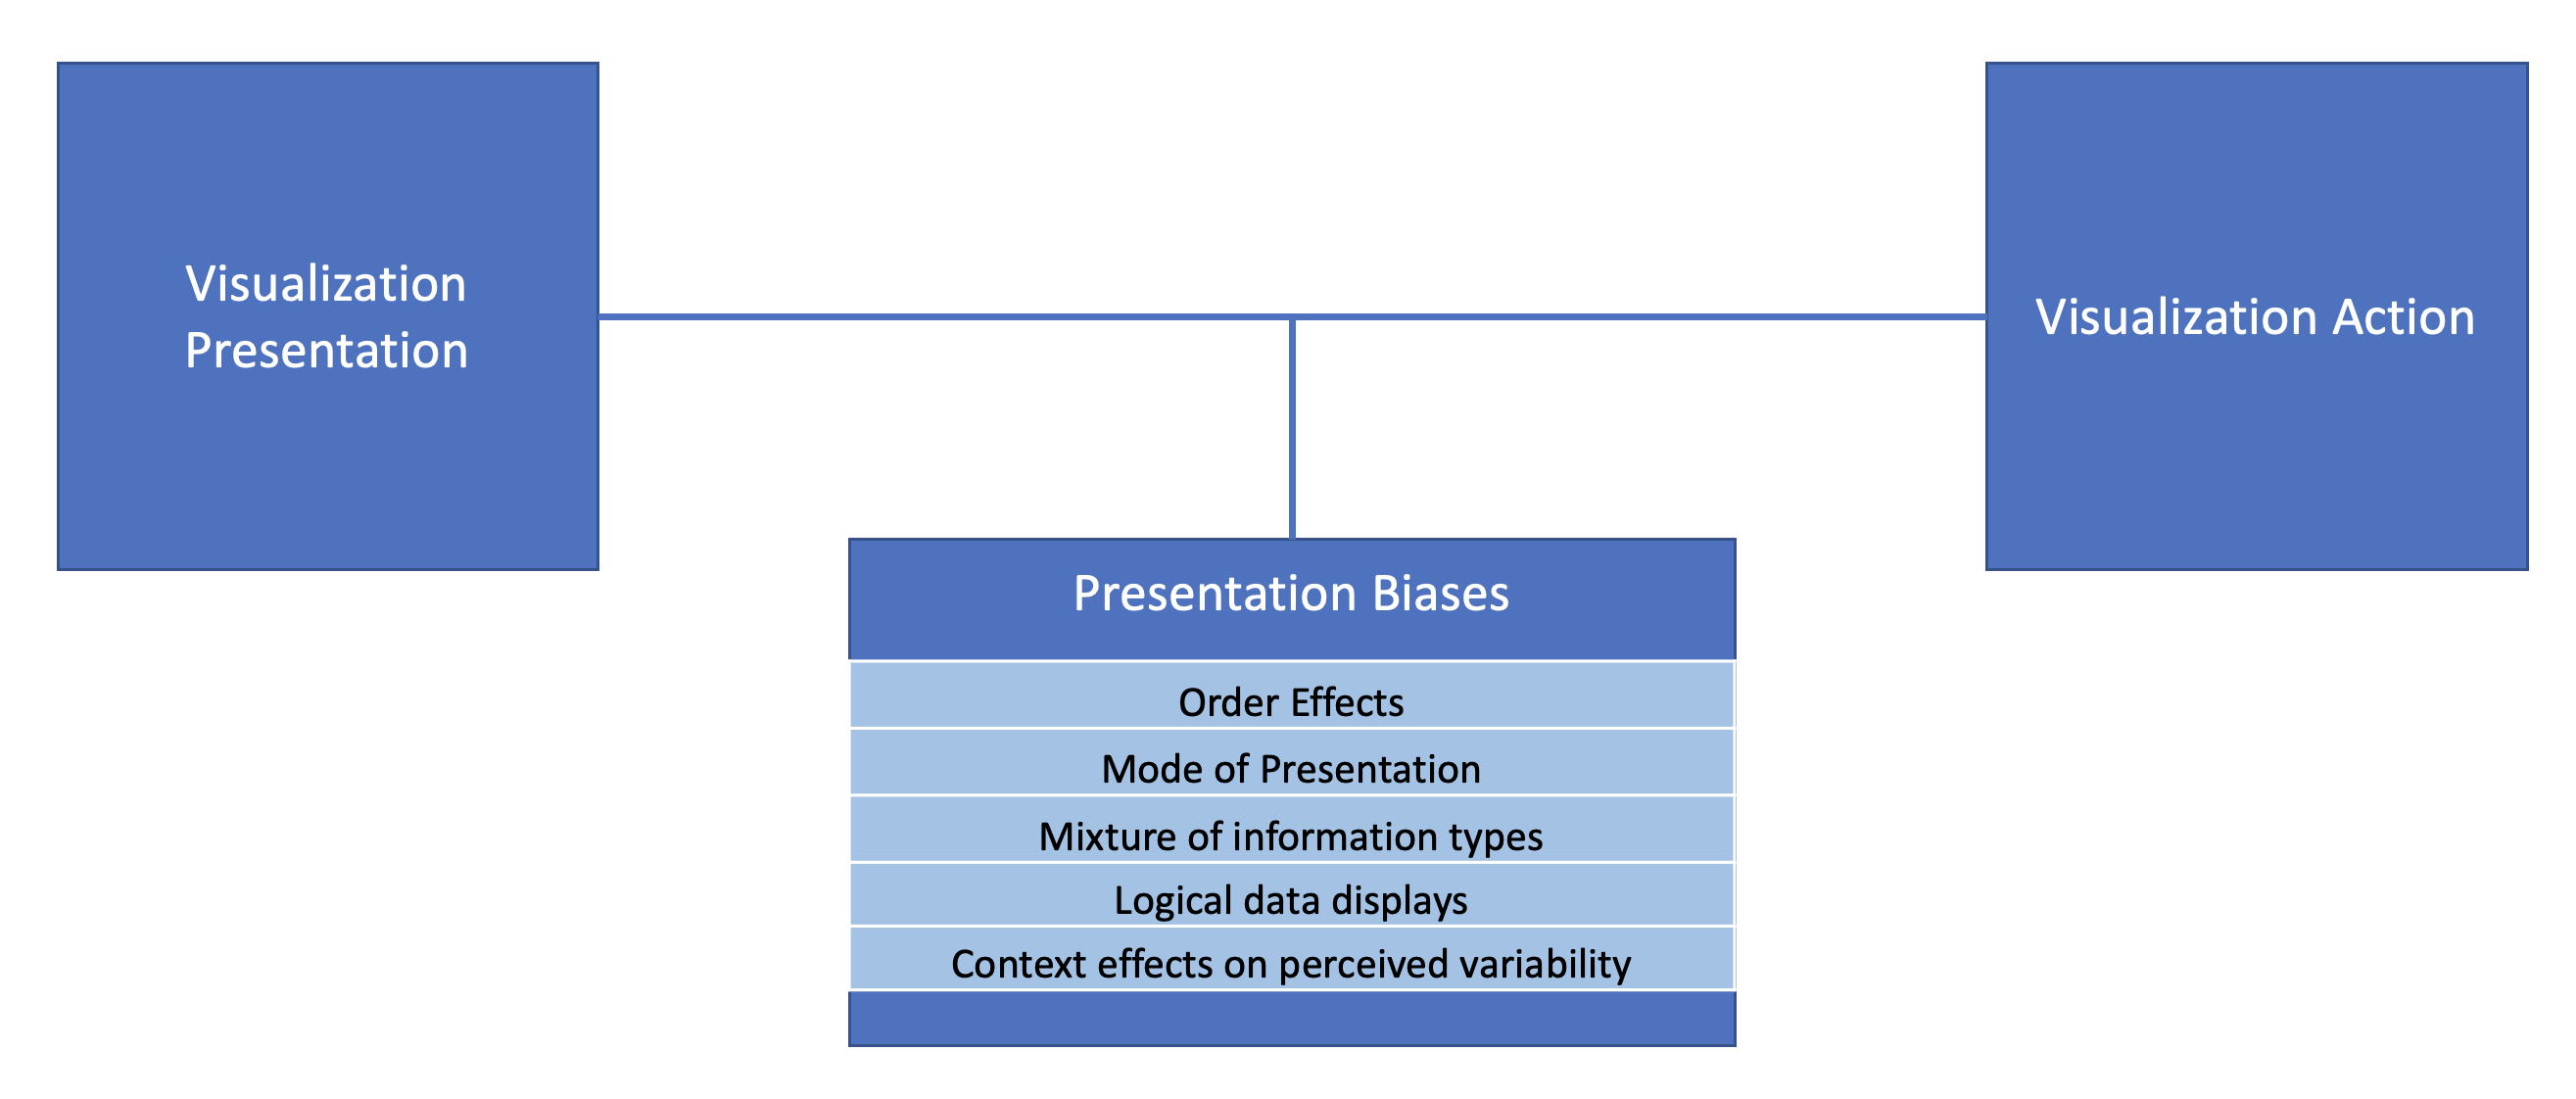 Visualization
Presentation
Visualization Action
Presentation Biases
Order Effects
Mode of Presentation
Mixture of information types
Logical data displays
Context effects on perceived variability